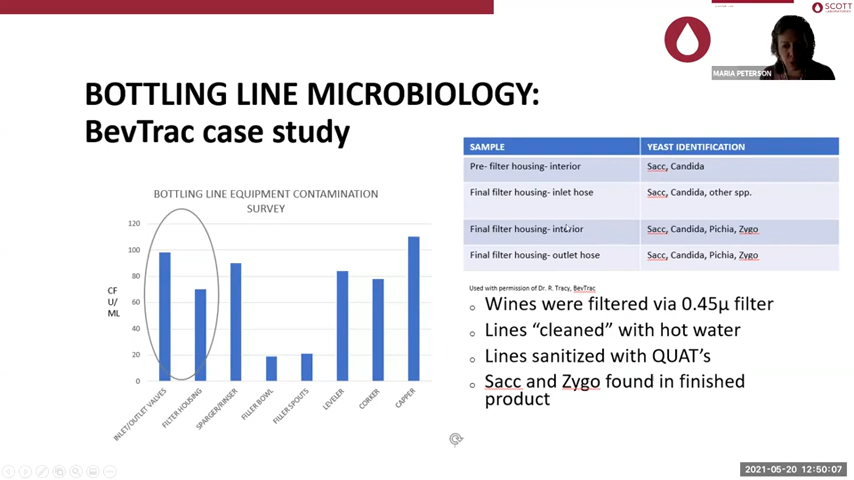 SCOTT
MARIA PETERSON
BOTTLING LINE MICROBIOLOGY:
BevTrac case study
BOTTLING LINE EQUIPMENT CONTAMINATION
SURVEY
CF
U/
ML
120
100
80
60
40
20
0
INLET/OUTLET VALVES
FILTER HOUSING
SPARGER/RINSER
FILLER BOWL
FILLER SPOUTS
LEVELER
CORKER
CAPPER
SAMPLE YEAST IDENTIFICATION
Pre- filter housing- interior Sacc, Candida
Final filter housing- inlet hose Sacc, Candida, other spp.
Final filter housing- interior Sacc, Candida, Pichia, Zygo
Final filter housing- outlet hose Sacc, Candida, Pichia, Zygo
Used with permission of Dr. R. Tracy, BevTrac
Wines were filtered via 0.45µ filter
Lines “cleaned” with hot water
Lines sanitized with QUAT’s
Sacc and Zygo found in finished
product
2021-05-20 12:50:07